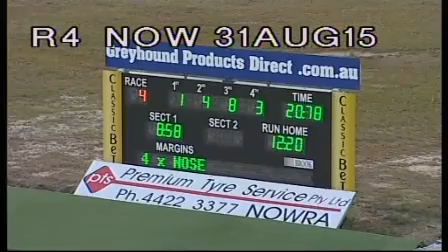 R4 NOW 31AUG15
Greyhound Products Direct .com.au
RACE 1st 2nd 3rd 4th TIME
4 1 4 8 3 20:78
SECT 1 SECT 2 RUN HOME
8:58 12:20
MARGINS
4 x NOSE
CLASSIC BET
CLASSIC BET
pts Premium Tyre Service Pty Ltd
Ph. 4422 3377 NOWRA